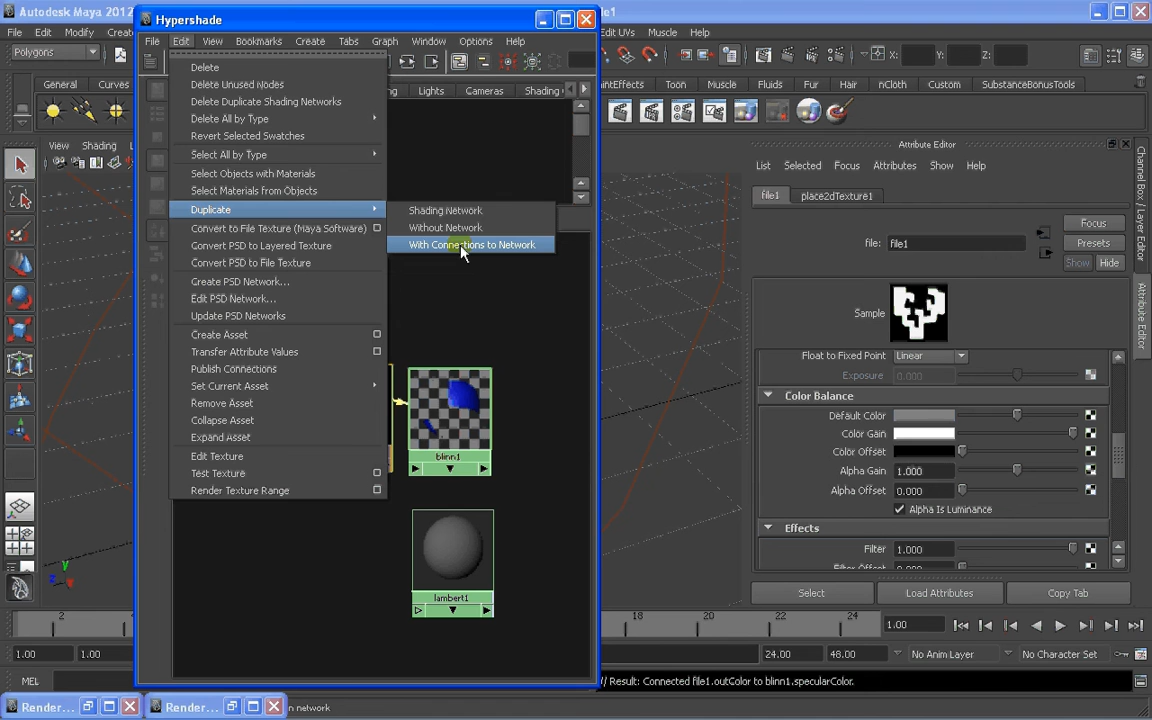 Autodesk Maya 2012
Hypershade
le1
File Edit Modify Crea
dit UVs Muscle Help
File Edit View Bookmarks Create Tabs Graph Window Options Help
Polygons
X: Y: Z:
General Curves
ng Lights Cameras Shading
intEffects Toon Muscle Fluids Fur Hair nCloth Custom SubstanceBonusTools
View Shading
Delete
Delete Unused Nodes
Delete Duplicate Shading Networks
Delete All by Type
Revert Selected Swatches
Select All by Type
Select Objects with Materials
Select Materials from Objects
Duplicate
Convert to File Texture (Maya Software)
Convert PSD to Layered Texture
Convert PSD to File Texture
Create PSD Network...
Edit PSD Network...
Update PSD Networks
Create Asset
Transfer Attribute Values
Publish Connections
Set Current Asset
Remove Asset
Collapse Asset
Expand Asset
Edit Texture
Test Texture
Render Texture Range
Shading Network
Without Network
With Connections to Network
blinn1
lambert1
Attribute Editor
List Selected Focus Attributes Show Help
file1 place2dTexture1
Focus
file: file1
Presets
Show Hide
Sample
Float to Fixed Point Linear
Exposure 0.000
Color Balance
Default Color
Color Gain
Color Offset
Alpha Gain 1.000
Alpha Offset 0.000
Alpha Is Luminance
Effects
Filter 1.000
Filter Offset 0.000
Select Load Attributes Copy Tab
Channel Box / Layer Editor
Attribute Editor
2 18 20 22 24 1.00
1.00 1.00 24.00 48.00 No Anim Layer No Character Set
MEL // Result: Connected file1.outColor to blinn1.specularColor.
Render... Render... n network